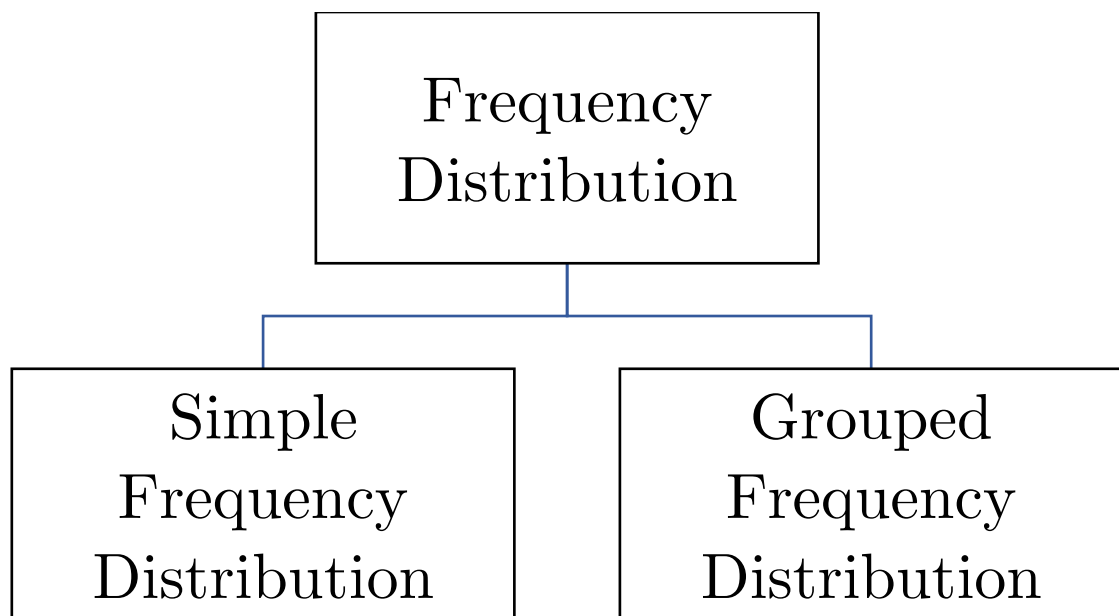 Frequency
Distribution
Simple
Frequency
Distribution
Grouped
Frequency
Distribution